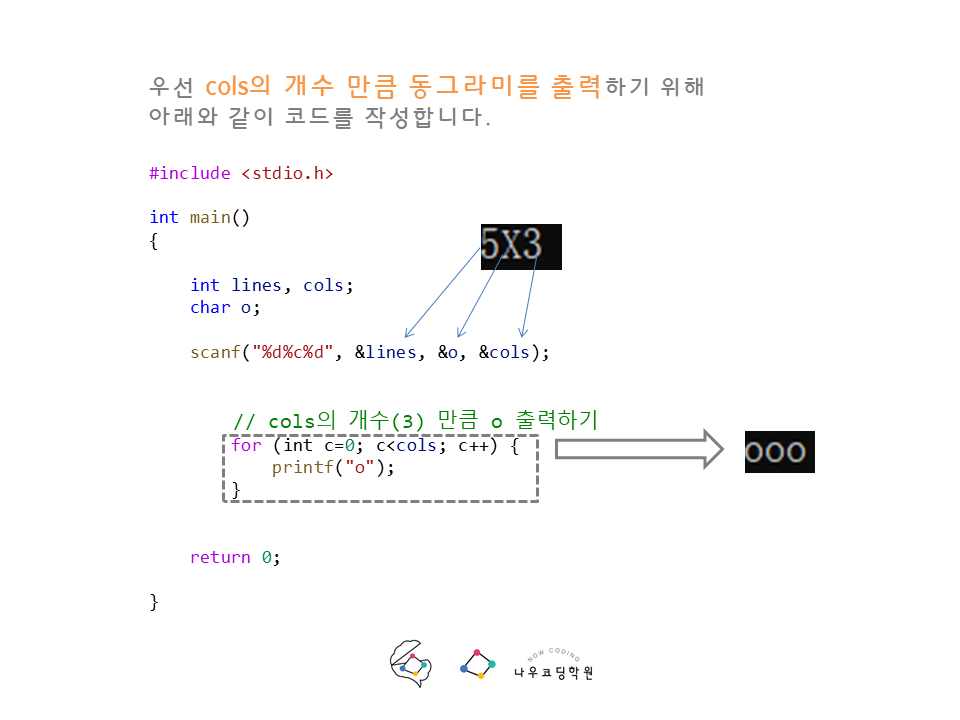 우선 cols의 개수 만큼 동그라미를 출력하기 위해
아래와 같이 코드를 작성합니다.
#include <stdio.h>
int main()
{
5X3
int lines, cols;
char o;
scanf("%d%c%d", &lines, &o, &cols);
// cols의 개수(3) 만큼 o 출력하기
for (int c=0; c<cols; c++) {
printf("o");
}
ooo
return 0;
}
NOW CODING
나우코딩학원